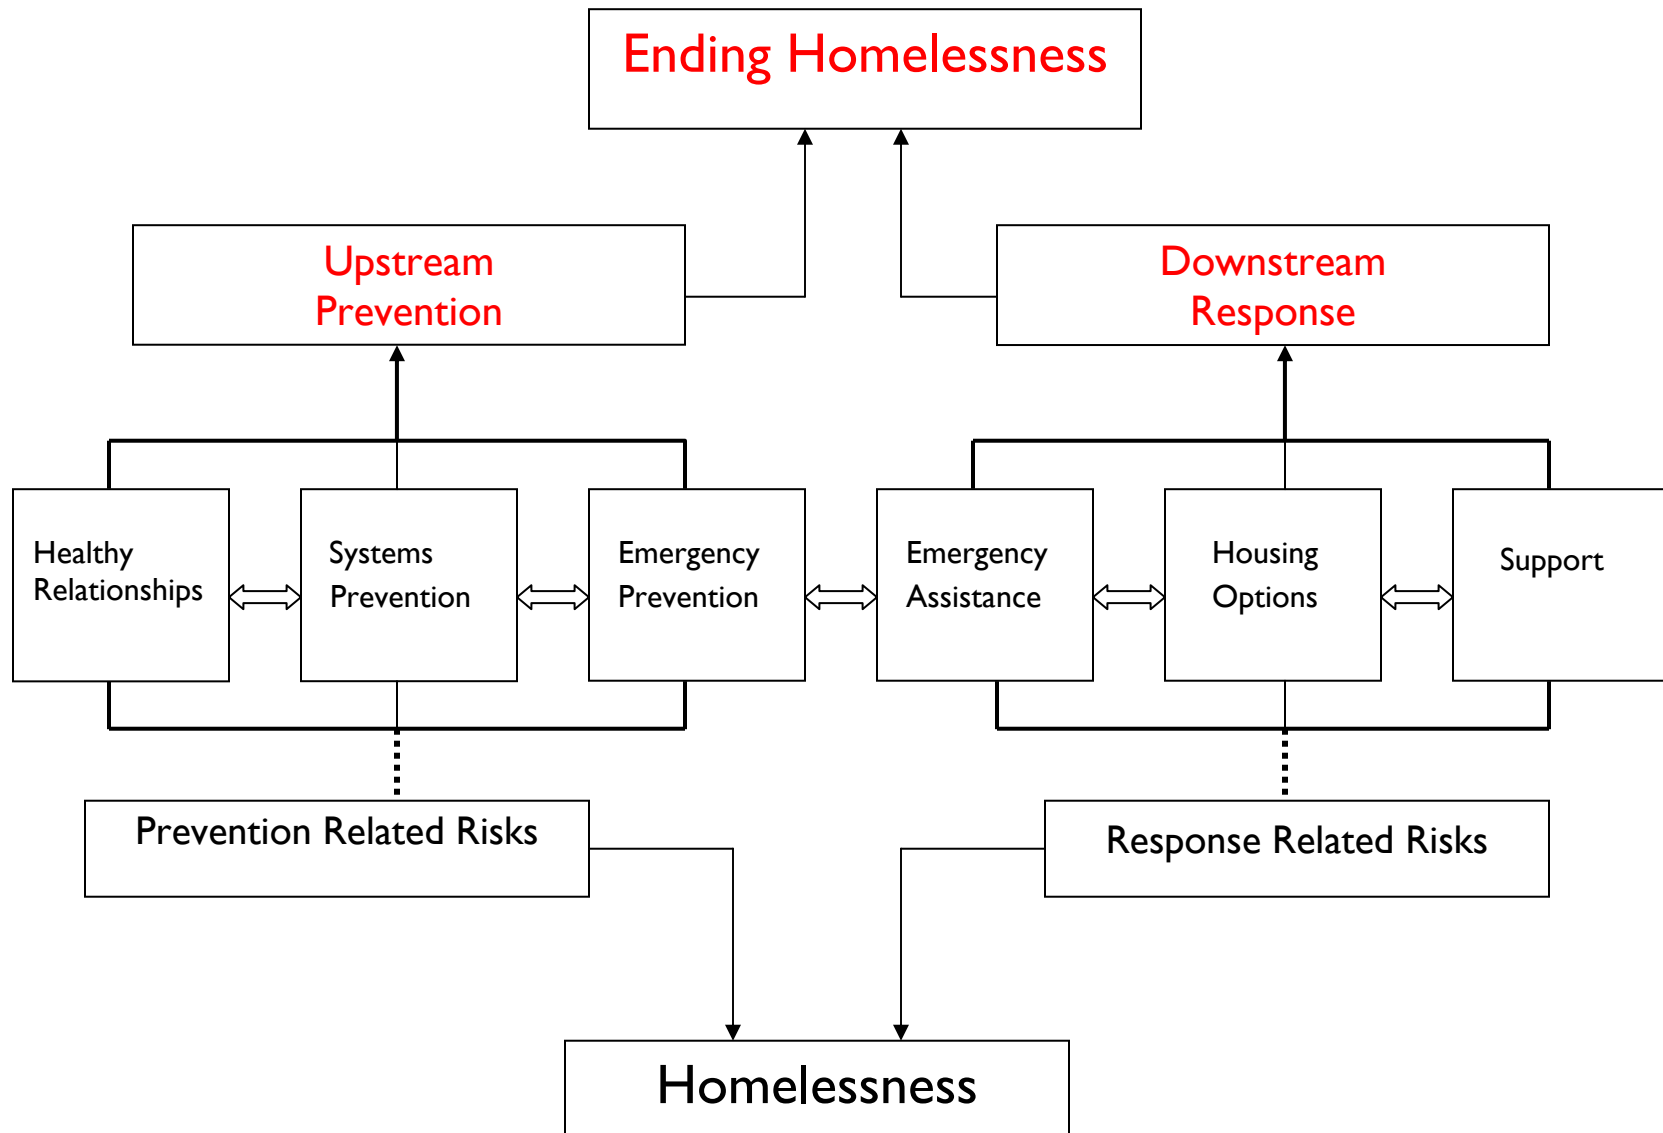 Ending Homelessness
Upstream
Prevention
Downstream
Response
Healthy
Relationships
Systems
Prevention
Emergency
Prevention
Emergency
Assistance
Housing
Options
Support
Prevention Related Risks
Response Related Risks
Homelessness